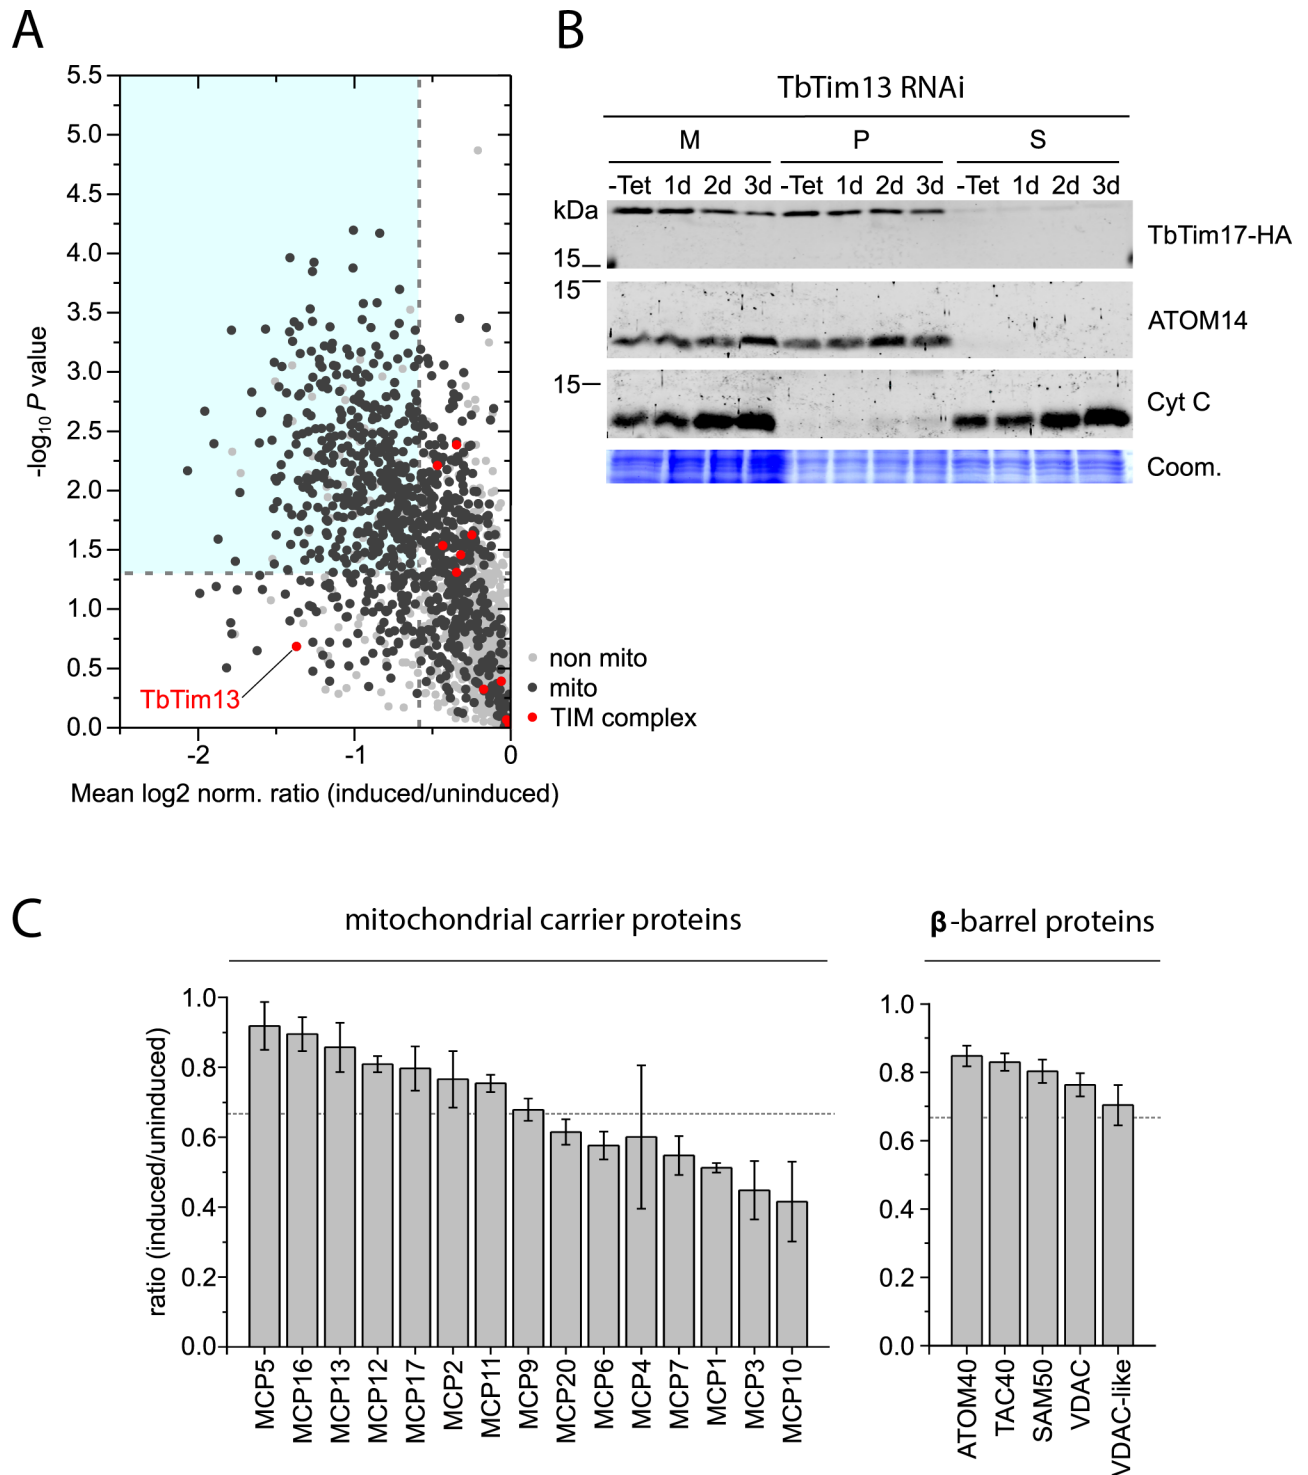 A
5.5
5.0
4.5
4.0
3.5
3.0
2.5
2.0
1.5
1.0
0.5
0.0
-log10 P value
-2 -1 0
Mean log2 norm. ratio (induced/uninduced)
TbTim13
non mito
mito
TIM complex
B
TbTim13 RNAi
M P S
-Tet 1d 2d 3d -Tet 1d 2d 3d -Tet 1d 2d 3d
kDa
TbTim17-HA
15
15
ATOM14
15
Cyt C
Coom.
C
mitochondrial carrier proteins
ratio (induced/uninduced)
1.0
0.8
0.6
0.4
0.2
0.0
MCP5 MCP16 MCP13 MCP12 MCP17 MCP2 MCP11 MCP9 MCP20 MCP6 MCP4 MCP7 MCP1 MCP3 MCP10
β-barrel proteins
1.0
0.8
0.6
0.4
0.2
0.0
ATOM40 TAC40 SAM50 VDAC VDAC-like